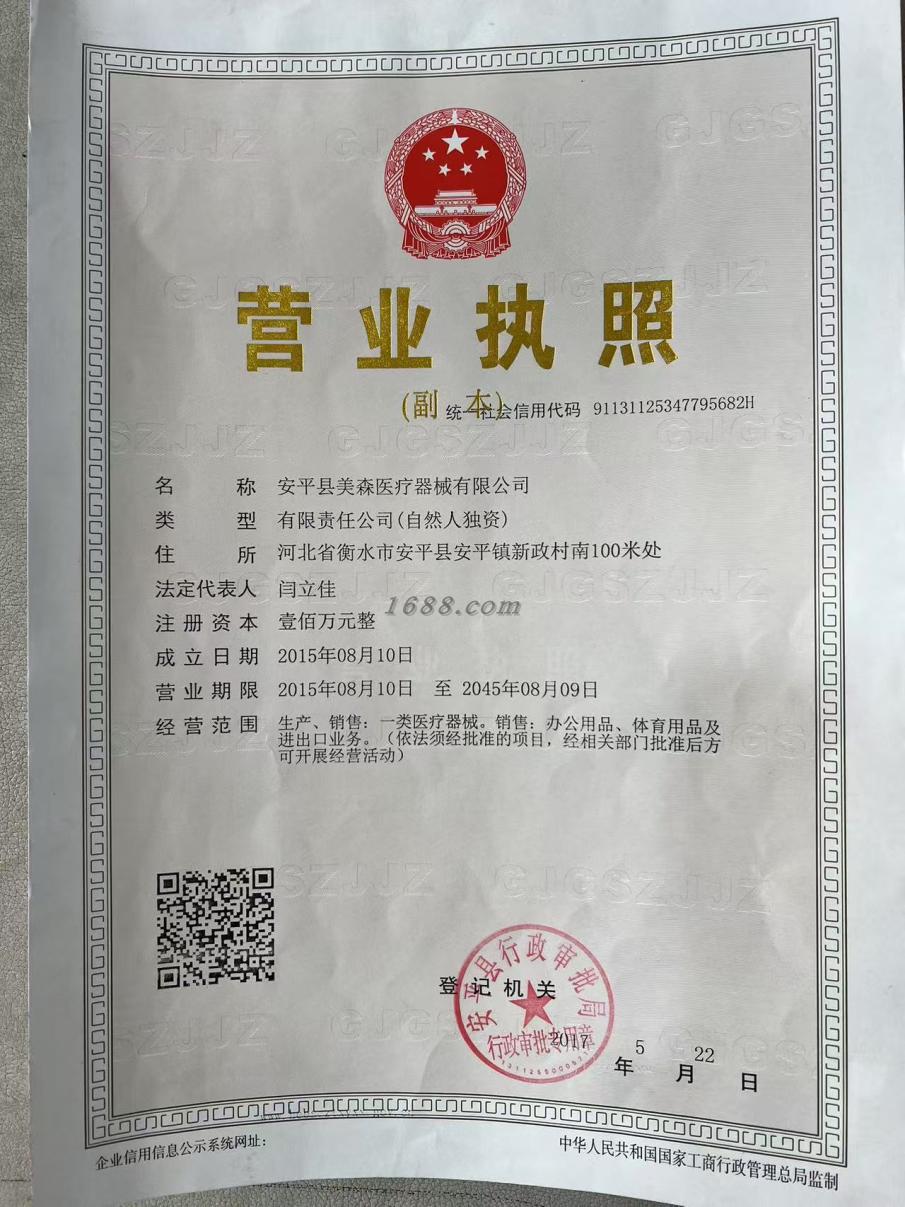 营业执照
(副 本)
统一社会信用代码 91131125347795682H
名 称 安平县美森医疗器械有限公司
类 型 有限责任公司(自然人独资)
住 所 河北省衡水市安平县安平镇新政村南100米处
法定代表人 闫立佳
1688.com
注册资本 壹佰万元整
成立日期 2015年08月10日
营业期限 2015年08月10日 至 2045年08月09日
经营范围 生产、销售：一类医疗器械。销售：办公用品、体育用品及
进出口业务。（依法须经批准的项目，经相关部门批准后方
可开展经营活动）
登记机关
安平县行政审批局
行政审批专用章
2017年 5月 22日
企业信用信息公示系统网址：
中华人民共和国国家工商行政管理总局监制